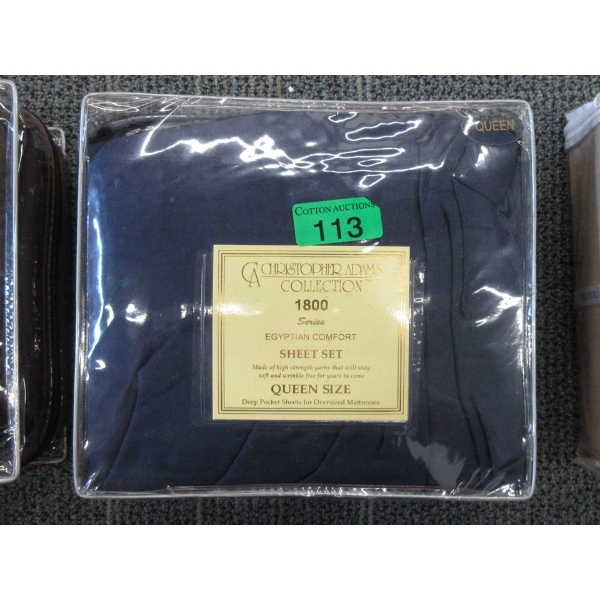 QUEEN
COTTON AUCTIONS
113
CA CHRISTOPHER ADAMS
COLLECTION™
1800
Series
EGYPTIAN COMFORT
SHEET SET
Made of high strength yarns that will stay
soft and wrinkle free for years to come
QUEEN SIZE
Deep Pocket Sheets for Oversized Mattresses